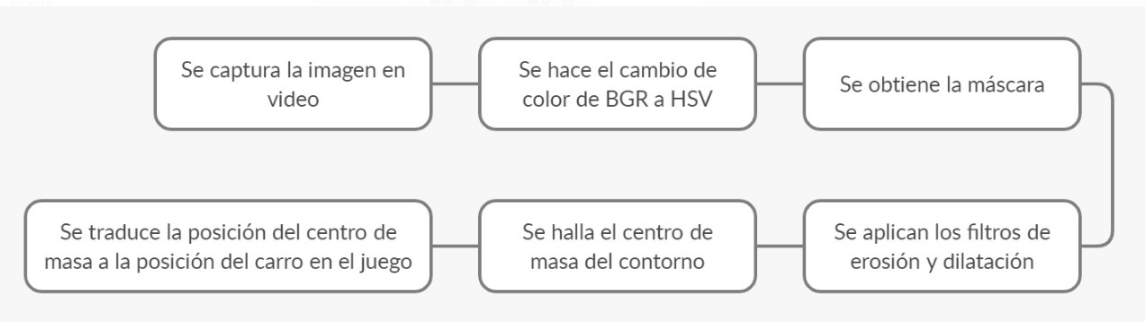 Se captura la imagen en
video
Se hace el cambio de
color de BGR a HSV
Se obtiene la máscara
Se aplican los filtros de
erosión y dilatación
Se halla el centro de
masa del contorno
Se traduce la posición del centro de
masa a la posición del carro en el juego